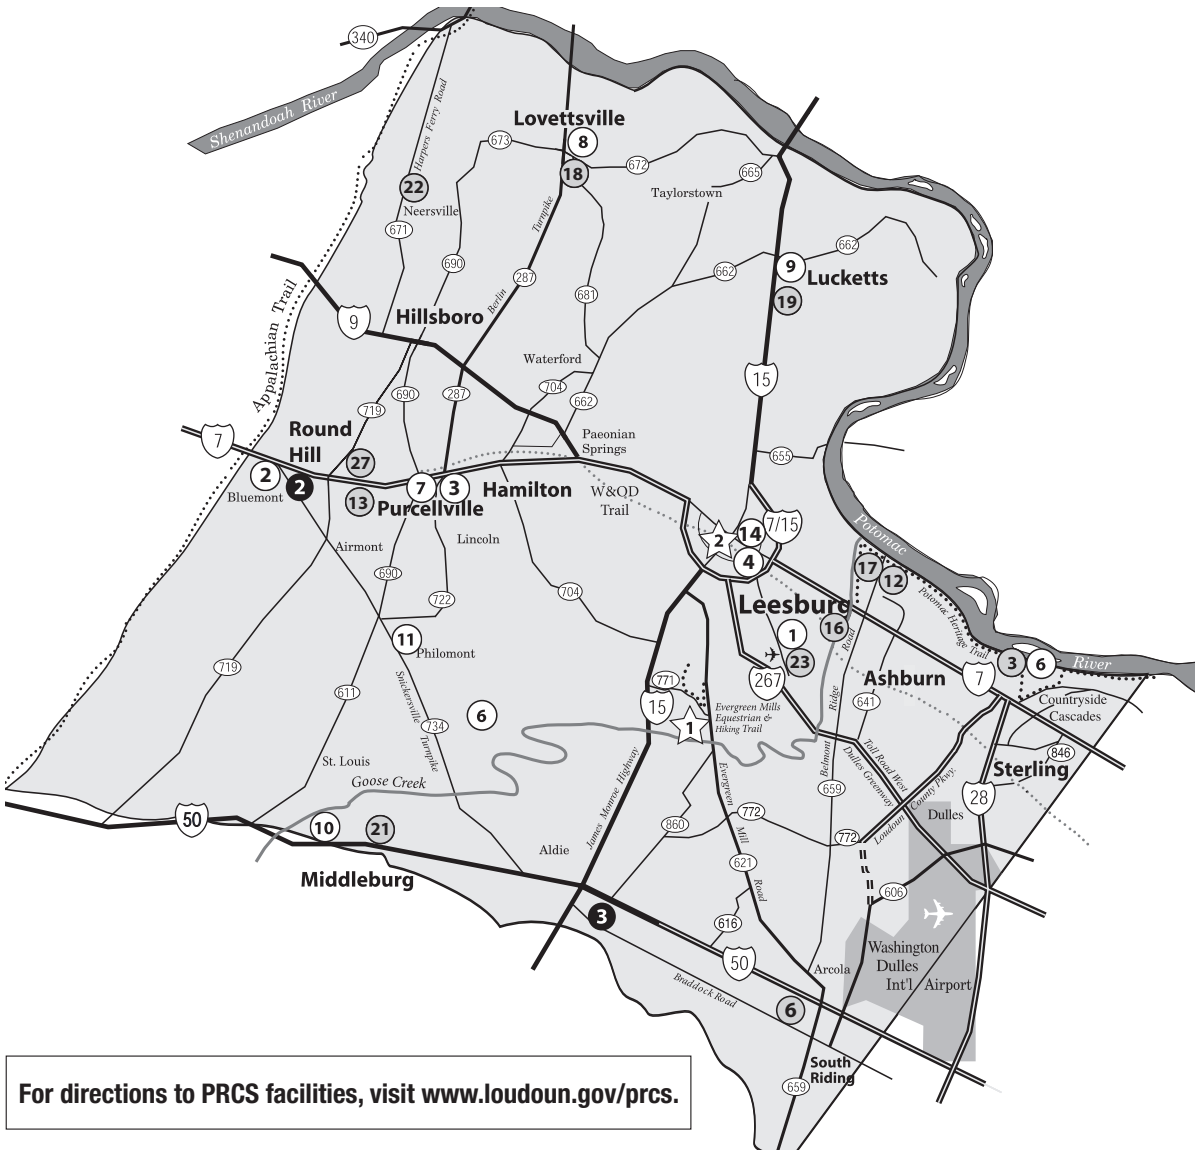 340
Shenandoah River
Harpers Ferry Road
Lovettsville
8
673
672
18
665
22
Neersville
Taylorstown
671
Turnpike
662
690
287
662
9
Lucketts
Berlin
681
19
Appalachian Trail
9
Hillsboro
Waterford
15
704
690
287
662
719
Round
Hill
7
Paeonian
Springs
655
27
2
2
Bluemont
13
7
3
Purcellville
Hamilton
W&QD
Trail
7/15
14
2
4
Potomac
Airmont
Lincoln
17
12
690
722
704
Leesburg
Potomac Heritage Trail
16
1
23
Road
11
Philomont
3
6
River
719
771
267
Ashburn
7
611
Snickersville
Turnpike
734
6
15
1
Evergreen Mills
Equestrian &
Hiking Trail
Ridge
641
Countryside
Cascades
St. Louis
Goose Creek
James Monroe Highway
Evergreen
Mill
Road
Belmont
Toll Road West
Dulles Greenway
846
Sterling
659
Loudoun County Pkwy.
28
50
10
21
772
860
772
Dulles
Aldie
621
Middleburg
606
3
616
50
Washington
Dulles
Int'l Airport
Arcola
Braddock Road
6
South
Riding
659
For directions to PRCS facilities, visit www.loudoun.gov/prcs.